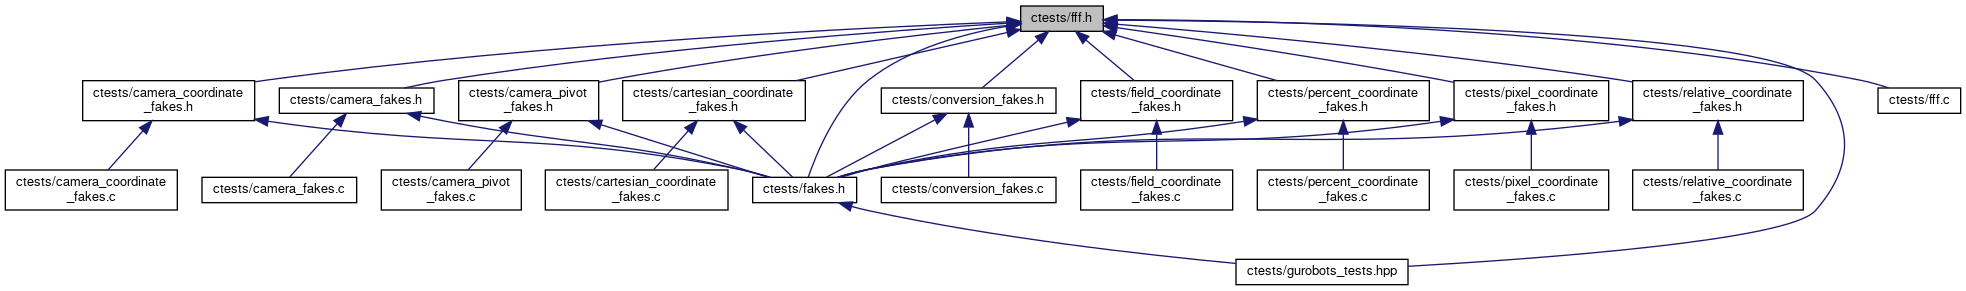 ctests/fff.h
ctests/camera_coordinate
_fakes.h
ctests/camera_fakes.h
ctests/camera_pivot
_fakes.h
ctests/cartesian_coordinate
_fakes.h
ctests/conversion_fakes.h
ctests/field_coordinate
_fakes.h
ctests/percent_coordinate
_fakes.h
ctests/pixel_coordinate
_fakes.h
ctests/relative_coordinate
_fakes.h
ctests/fff.c
ctests/camera_coordinate
_fakes.c
ctests/camera_fakes.c
ctests/camera_pivot
_fakes.c
ctests/cartesian_coordinate
_fakes.c
ctests/fakes.h
ctests/conversion_fakes.c
ctests/field_coordinate
_fakes.c
ctests/percent_coordinate
_fakes.c
ctests/pixel_coordinate
_fakes.c
ctests/relative_coordinate
_fakes.c
ctests/gurobots_tests.hpp